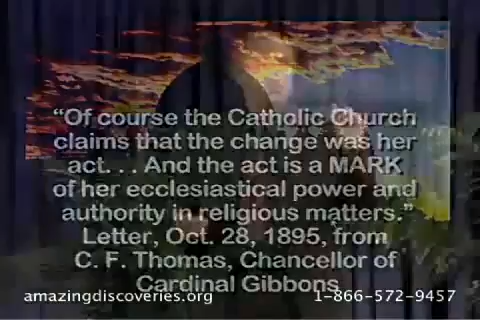 “Of course the Catholic Church
claims that the change was her
act. . . And the act is a MARK
of her ecclesiastical power and
authority in religious matters.”
Letter, Oct. 28, 1895, from
C. F. Thomas, Chancellor of
Cardinal Gibbons
amazingdiscoveries.org 1-866-572-9457